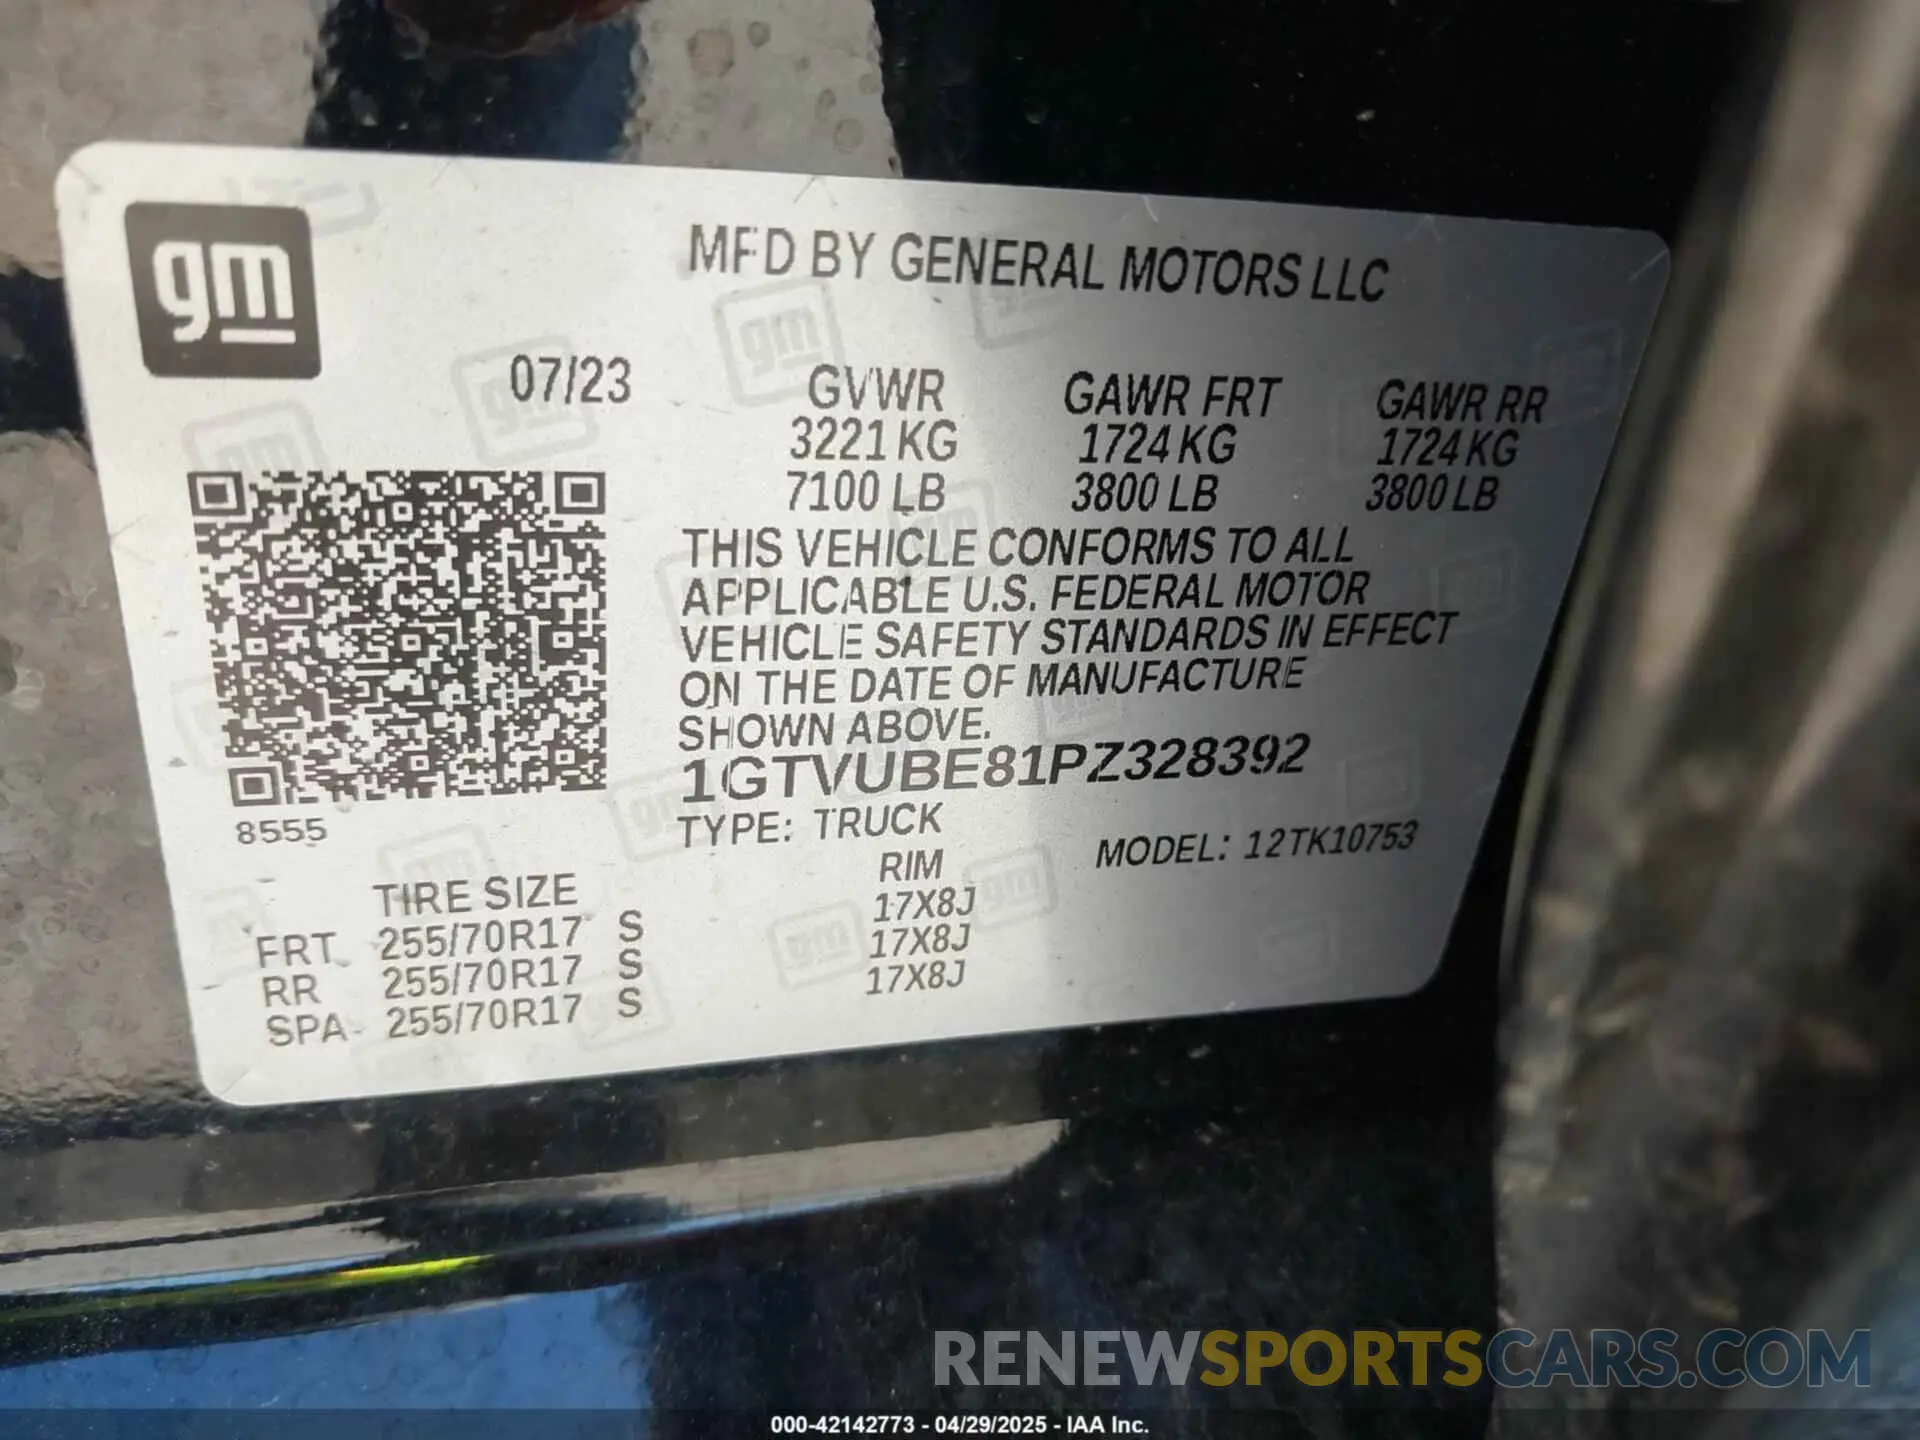 gm
MFD BY GENERAL MOTORS LLC
07/23
GVWR GAWR FRT GAWR RR
3221 KG 1724 KG 1724 KG
7100 LB 3800 LB 3800 LB
THIS VEHICLE CONFORMS TO ALL
APPLICABLE U.S. FEDERAL MOTOR
VEHICLE SAFETY STANDARDS IN EFFECT
ON THE DATE OF MANUFACTURE
SHOWN ABOVE.
1GTVUBE81PZ328392
8555
TYPE: TRUCK
MODEL: 12TK10753
TIRE SIZE RIM
FRT 255/70R17 S 17X8J
RR 255/70R17 S 17X8J
SPA 255/70R17 S 17X8J
RENEWSPORTSCARS.COM
000-42142773 - 04/29/2025 - IAA Inc.